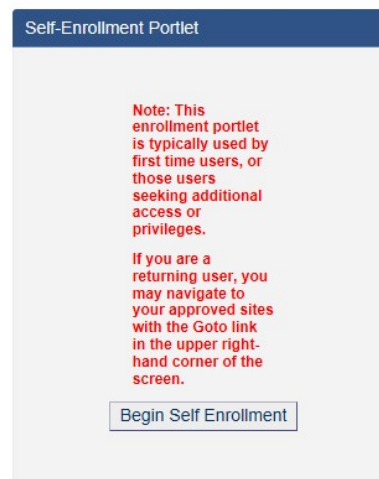 Self-Enrollment Portlet
Note: This
enrollment portlet
is typically used by
first time users, or
those users
seeking additional
access or
privileges.
If you are a
returning user, you
may navigate to
your approved sites
with the Goto link
in the upper right-
hand corner of the
screen.
Begin Self Enrollment